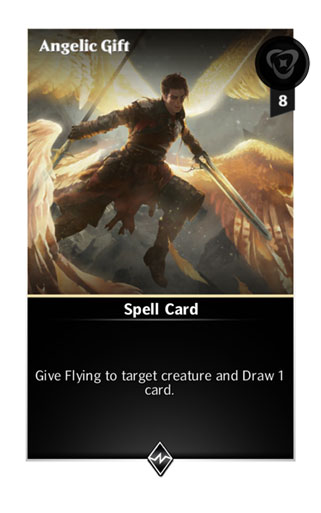 Angelic Gift
8
Spell Card
Give Flying to target creature and Draw 1
card.